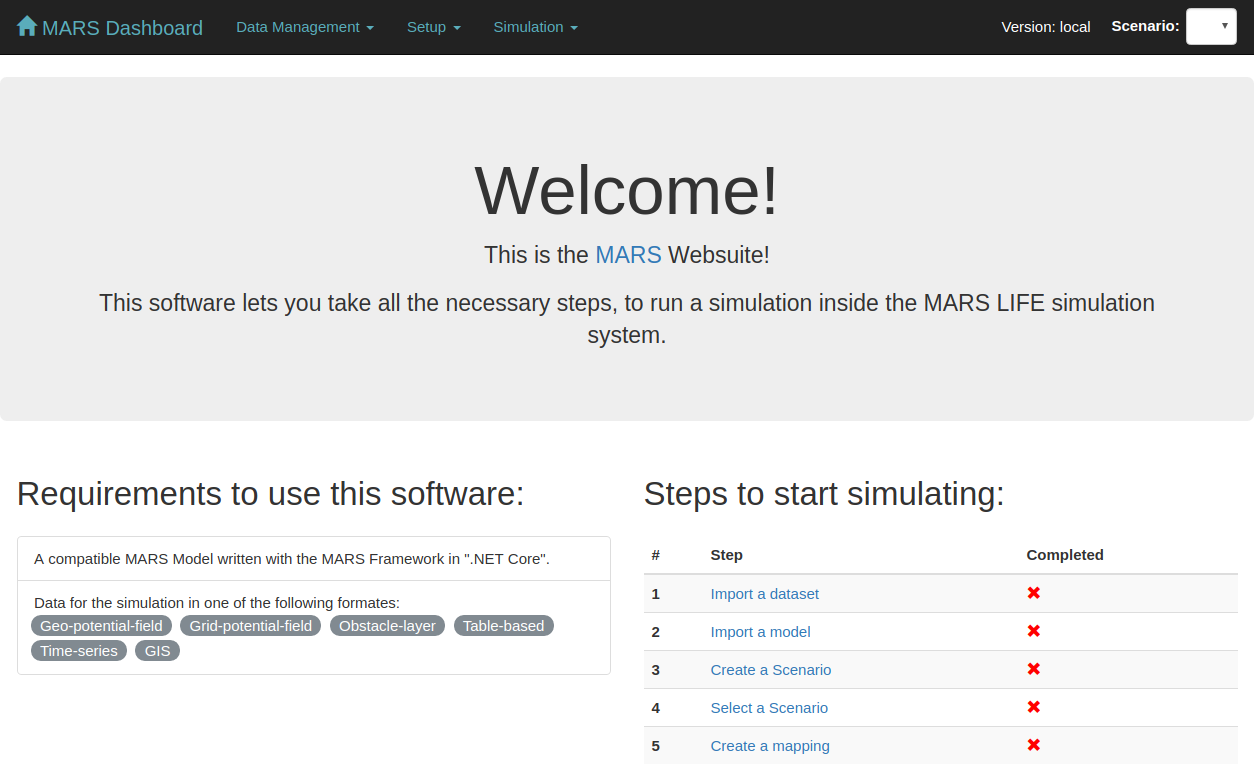 MARS Dashboard Data Management Setup Simulation Version: local Scenario:
Welcome!
This is the MARS Websuite!
This software lets you take all the necessary steps, to run a simulation inside the MARS LIFE simulation
system.
Requirements to use this software:
A compatible MARS Model written with the MARS Framework in ".NET Core".
Data for the simulation in one of the following formates:
Geo-potential-field Grid-potential-field Obstacle-layer Table-based
Time-series GIS
Steps to start simulating:
# Step Completed
1 Import a dataset
2 Import a model
3 Create a Scenario
4 Select a Scenario
5 Create a mapping